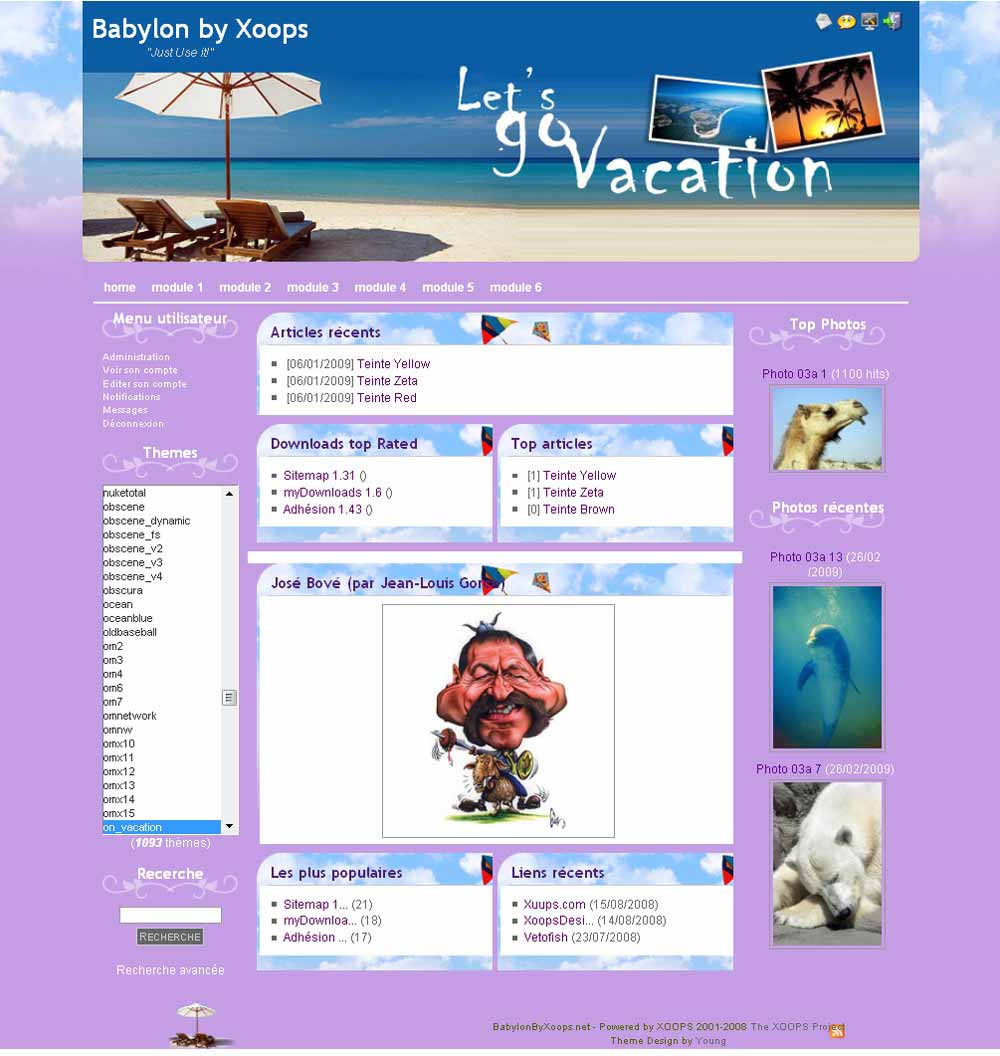 Babylon by Xoops
"Just Use it!"
Let's
go
Vacation
home module 1 module 2 module 3 module 4 module 5 module 6
Menu utilisateur
Administration
Voir son compte
Editer son compte
Notifications
Messages
Déconnexion
Themes
nuketotal
obscene
obscene_dynamic
obscene_fs
obscene_v2
obscene_v3
obscene_v4
obscura
ocean
oceanblue
oldbaseball
om2
om3
om4
om6
om7
omnetwork
omnw
omx10
omx11
omx12
omx13
omx14
omx15
on_vacation
(1093 thèmes)
Recerche
RECHERCHE
Recherche avancée
Articles récents
[06/01/2009] Teinte Yellow
[06/01/2009] Teinte Zeta
[06/01/2009] Teinte Red
Downloads top Rated
Sitemap 1.31 ()
myDownloads 1.6 ()
Adhésion 1.43 ()
Top articles
[1] Teinte Yellow
[1] Teinte Zeta
[0] Teinte Brown
José Bové (par Jean-Louis
Les plus populaires
Sitemap 1... (21)
myDownloa... (18)
Adhésion ... (17)
Liens récents
Xuups.com (15/08/2008)
XoopsDesi... (14/08/2008)
Vetofish (23/07/2008)
Top Photos
Photo 03a 1 (1100 hits)
Photos récentes
Photo 03a 13 (26/02
/2009)
Photo 03a 7 (26/02/2009)
BabylonByXoops.net - Powered by XOOPS 2001-2008 The XOOPS Project
Theme Design by Young